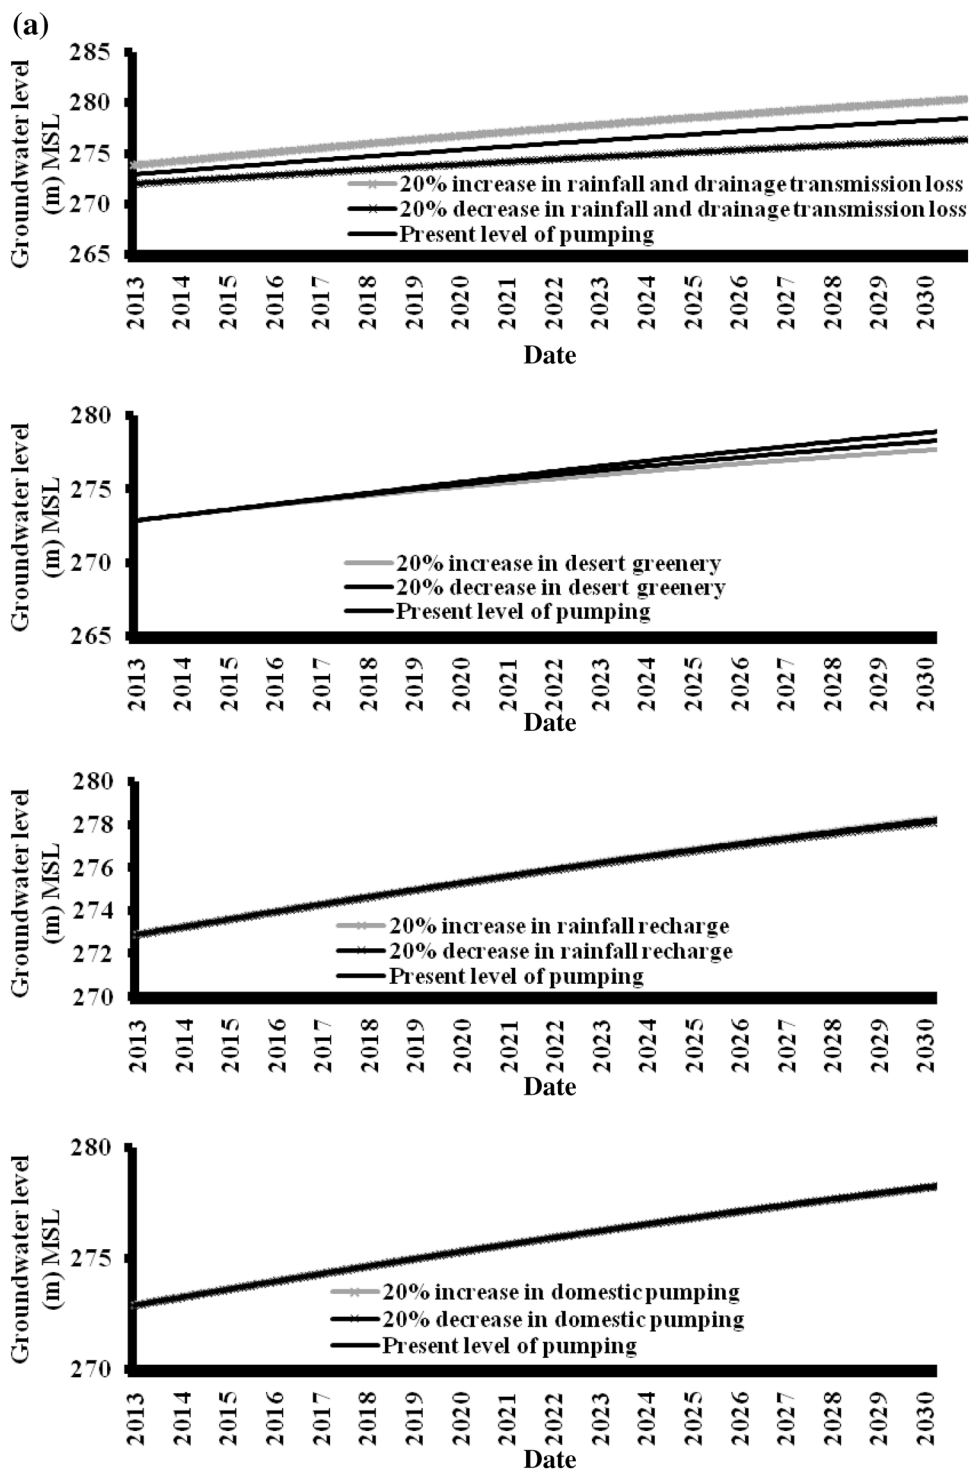 (a)
Groundwater level
(m) MSL
285
280
275
270
265
20% increase in rainfall and drainage transmission loss
20% decrease in rainfall and drainage transmission loss
Present level of pumping
2013 2014 2015 2016 2017 2018 2019 2020 2021 2022 2023 2024 2025 2026 2027 2028 2029 2030
Date
Groundwater level
(m) MSL
280
275
270
265
20% increase in desert greenery
20% decrease in desert greenery
Present level of pumping
2013 2014 2015 2016 2017 2018 2019 2020 2021 2022 2023 2024 2025 2026 2027 2028 2029 2030
Date
Groundwater level
(m) MSL
280
278
276
274
272
270
20% increase in rainfall recharge
20% decrease in rainfall recharge
Present level of pumping
2013 2014 2015 2016 2017 2018 2019 2020 2021 2022 2023 2024 2025 2026 2027 2028 2029 2030
Date
Groundwater level
(m) MSL
280
275
270
20% increase in domestic pumping
20% decrease in domestic pumping
Present level of pumping
2013 2014 2015 2016 2017 2018 2019 2020 2021 2022 2023 2024 2025 2026 2027 2028 2029 2030
Date